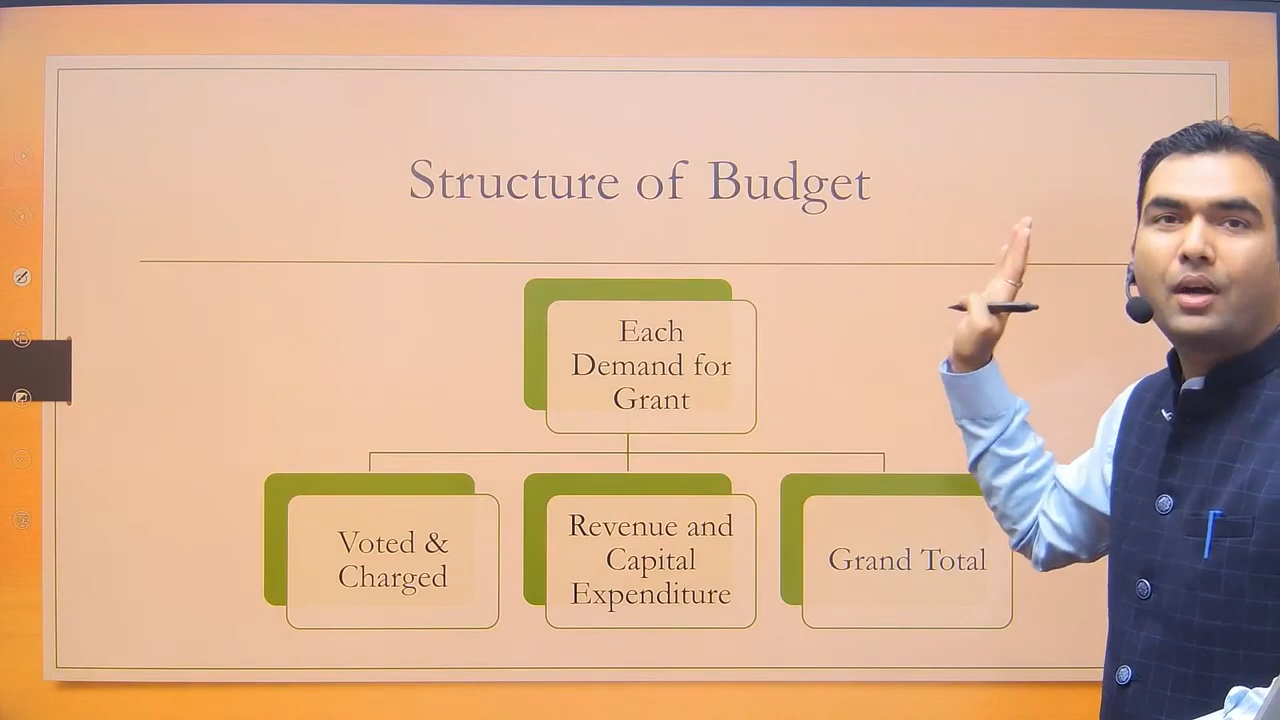 Structure of Budget
Each
Demand for
Grant
Voted &
Charged
Revenue and
Capital
Expenditure
Grand Total